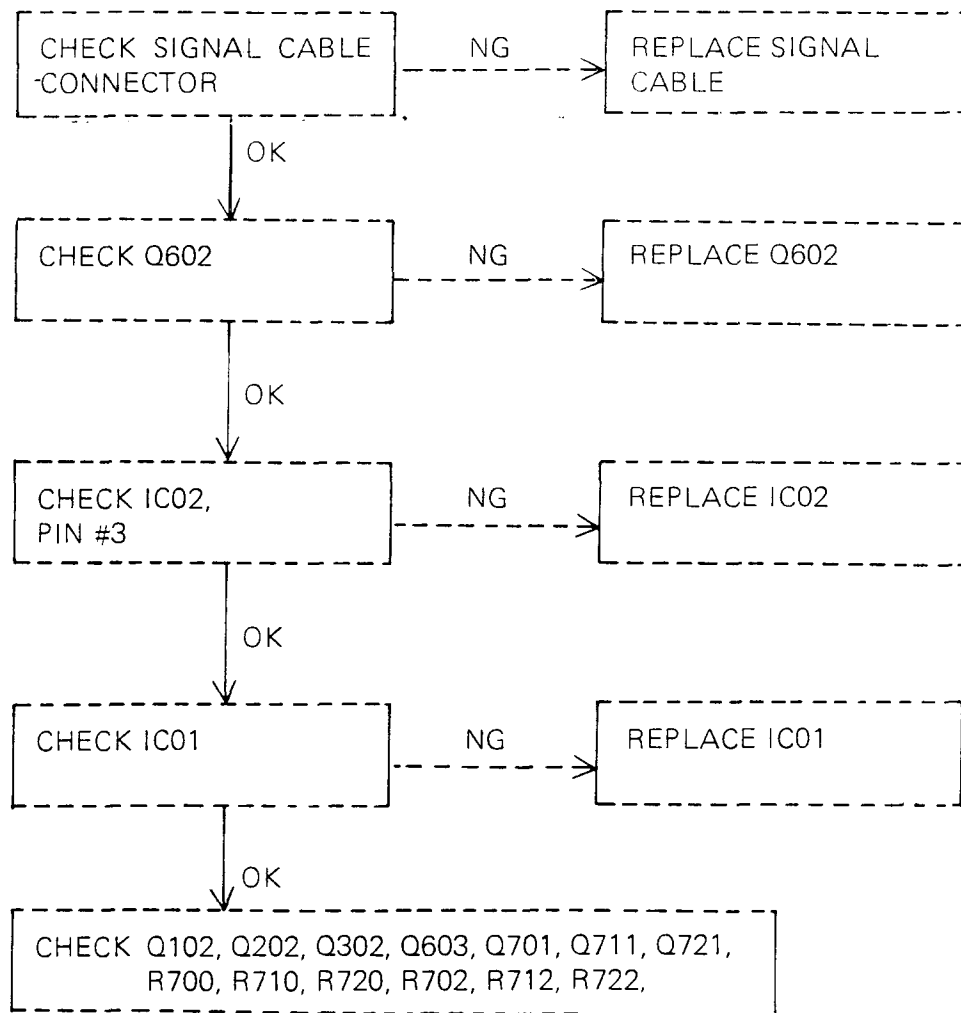 CHECK SIGNAL CABLE
CONNECTOR
NG
REPLACE SIGNAL
CABLE
OK
CHECK Q602
NG
REPLACE Q602
OK
CHECK IC02,
PIN #3
NG
REPLACE IC02
OK
CHECK IC01
NG
REPLACE IC01
OK
CHECK Q102, Q202, Q302, Q603, Q701, Q711, Q721,
R700, R710, R720, R702, R712, R722,